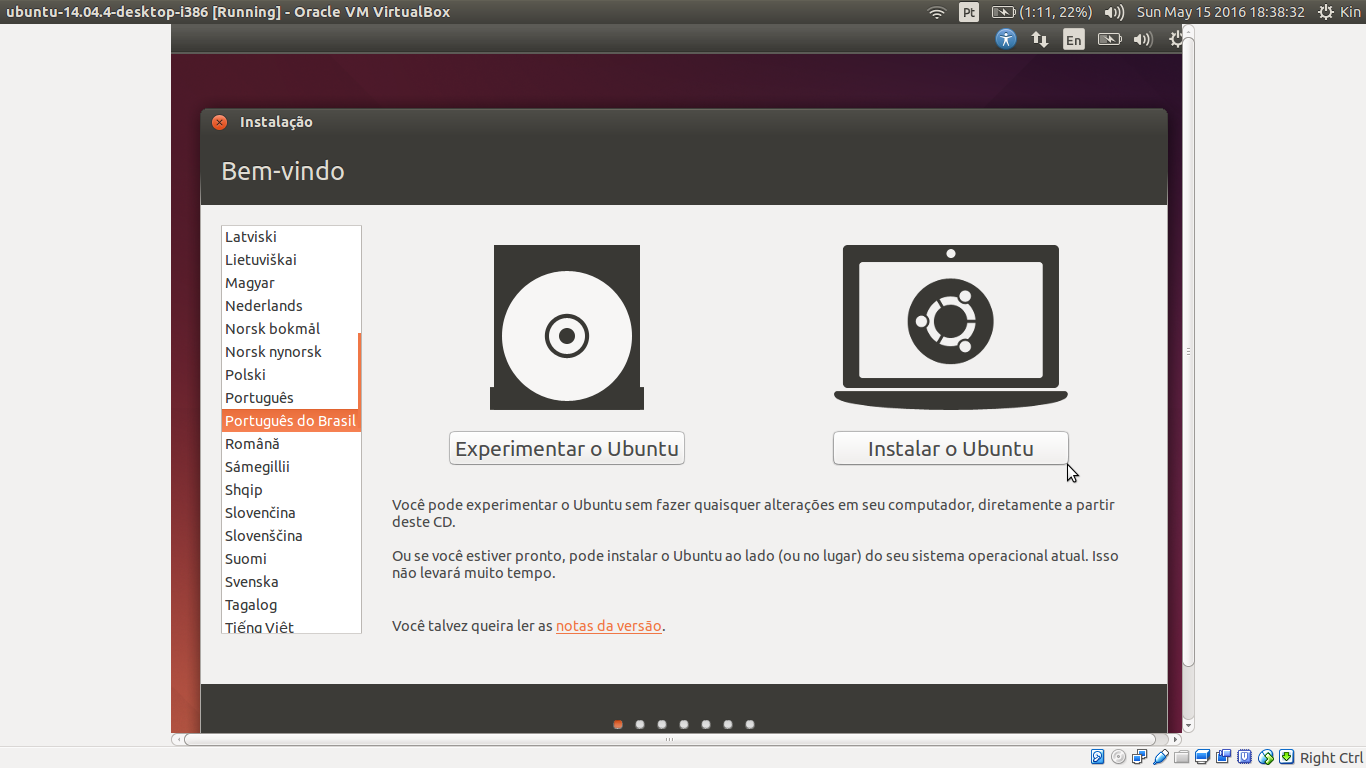 ubuntu-14.04.4-desktop-i386 [Running] - Oracle VM VirtualBox
Pt
(1:11, 22%)
Sun May 15 2016 18:38:32
Kin
En
Instalação
Bem-vindo
Latviski
Lietuviškai
Magyar
Nederlands
Norsk bokmål
Norsk nynorsk
Polski
Português
Português do Brasil
Română
Sámegillii
Shqip
Slovenčina
Slovenščina
Suomi
Svenska
Tagalog
Tiếng Việt
Experimentar o Ubuntu
Instalar o Ubuntu
Você pode experimentar o Ubuntu sem fazer quaisquer alterações em seu computador, diretamente a partir
deste CD.
Ou se você estiver pronto, pode instalar o Ubuntu ao lado (ou no lugar) do seu sistema operacional atual. Isso
não levará muito tempo.
Você talvez queira ler as notas da versão.
Right Ctrl